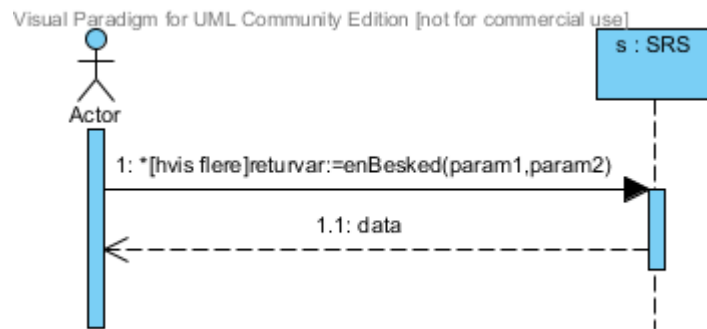 Visual Paradigm for UML Community Edition [not for commercial use]
s : SRS
Actor
1: *[hvis flere]returvar:=enBesked(param1,param2)
1.1: data